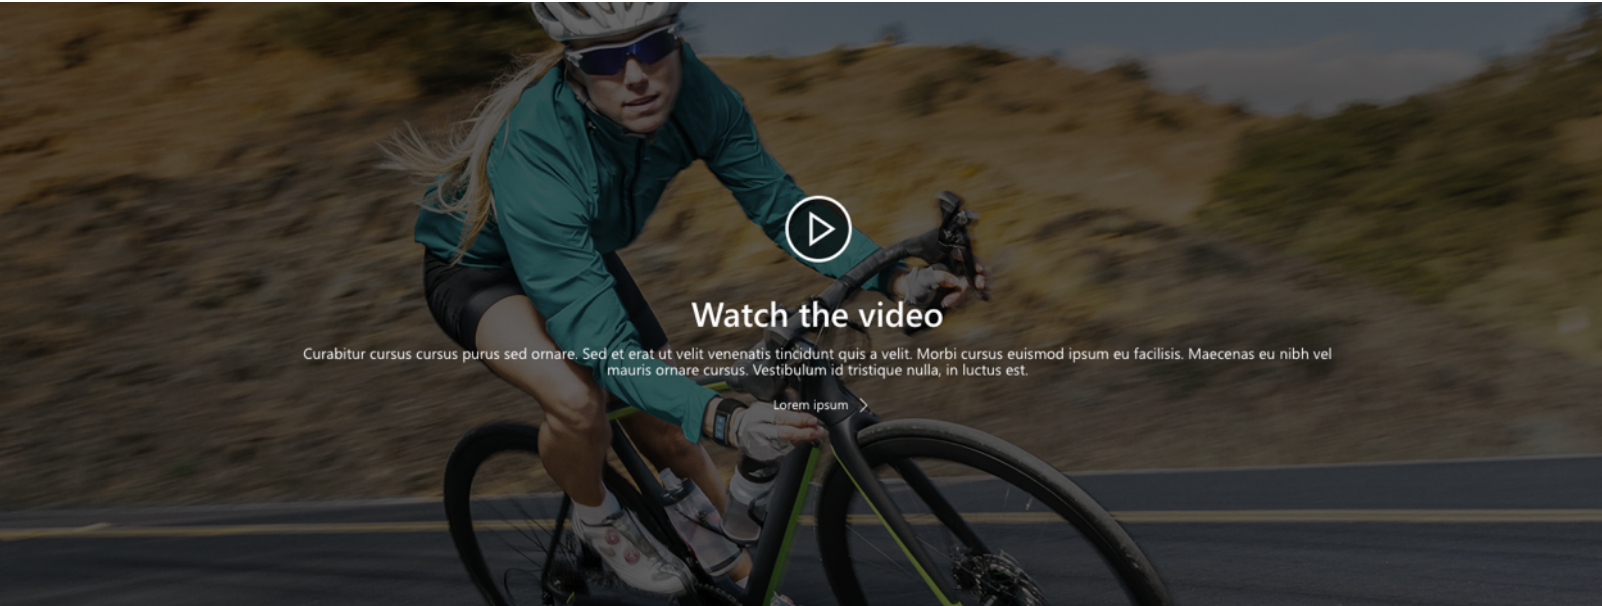 Watch the video
Curabitur cursus cursus purus sed ornare. Sed et erat ut velit venenatis tincidunt quis a velit. Morbi cursus euismod ipsum eu facilisis. Maecenas eu nibh vel
mauris ornare cursus. Vestibulum id tristique nulla, in luctus est.
Lorem ipsum